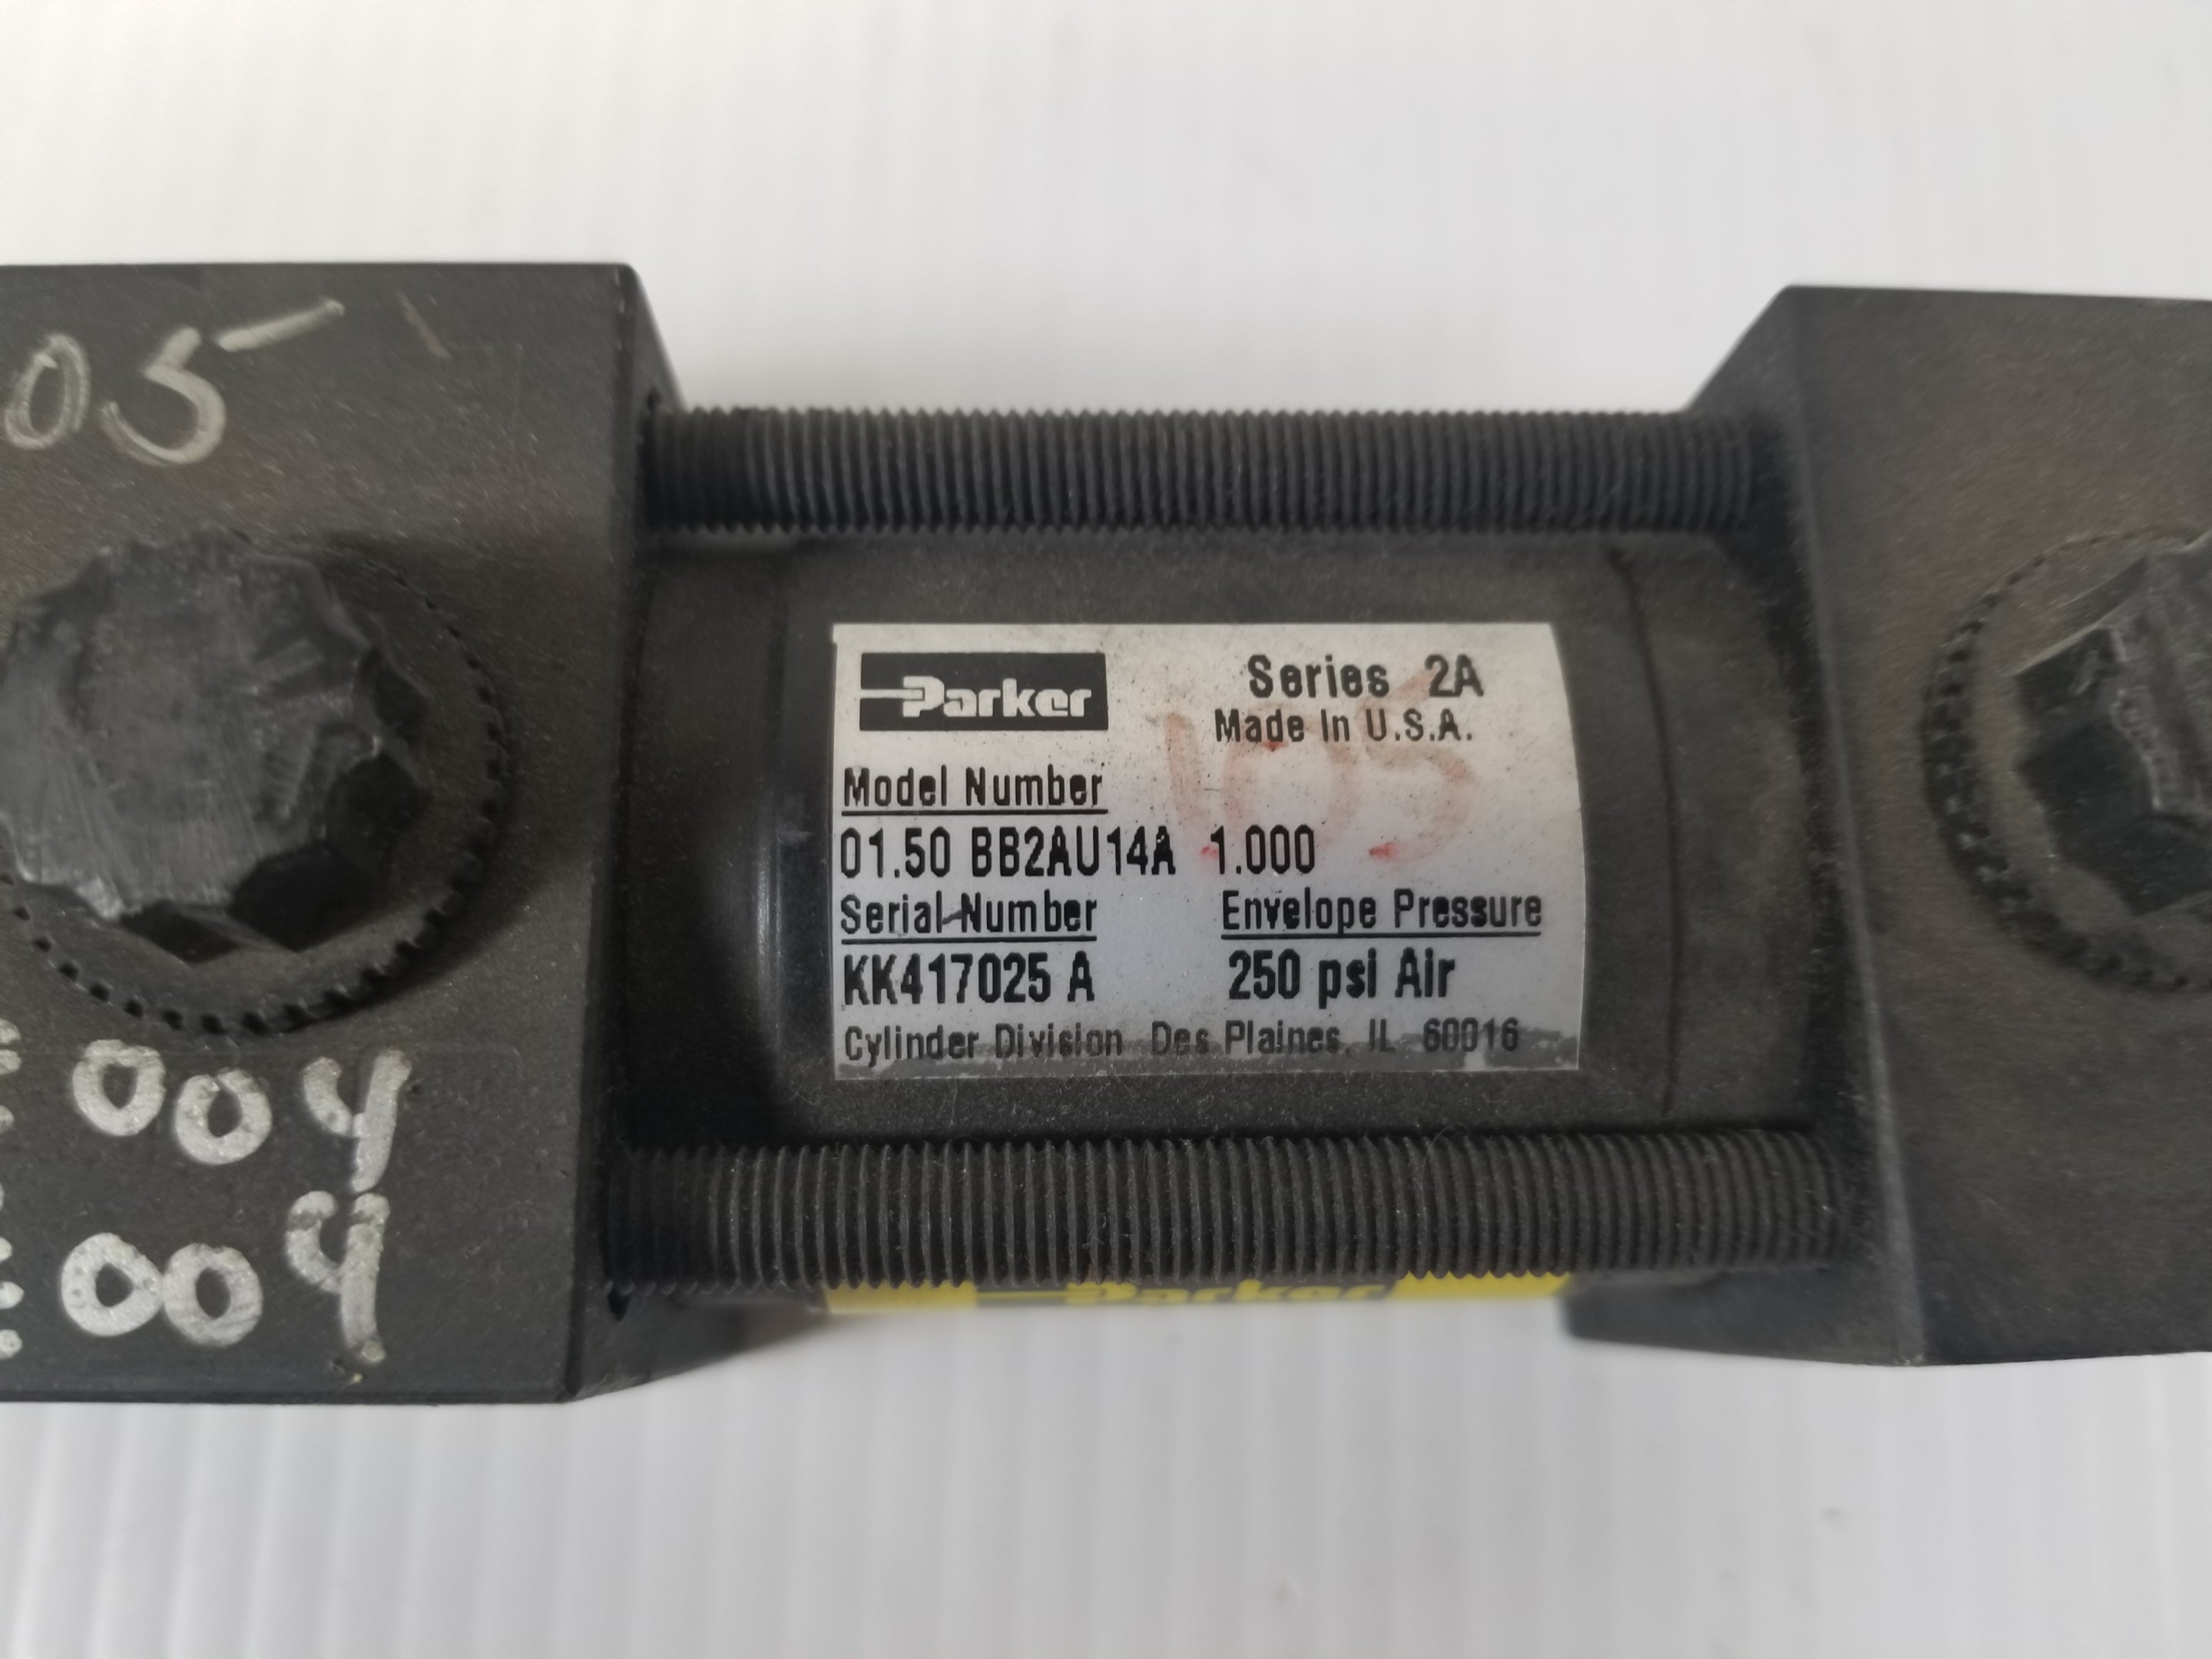 05
Parker
Series 2A
Made In U.S.A.
105
Model Number
01.50 BB2AU14A 1.000
Serial Number
Envelope Pressure
KK417025 A
250 psi Air
Cylinder Division Des Plaines, IL 60016
004
004
Parker